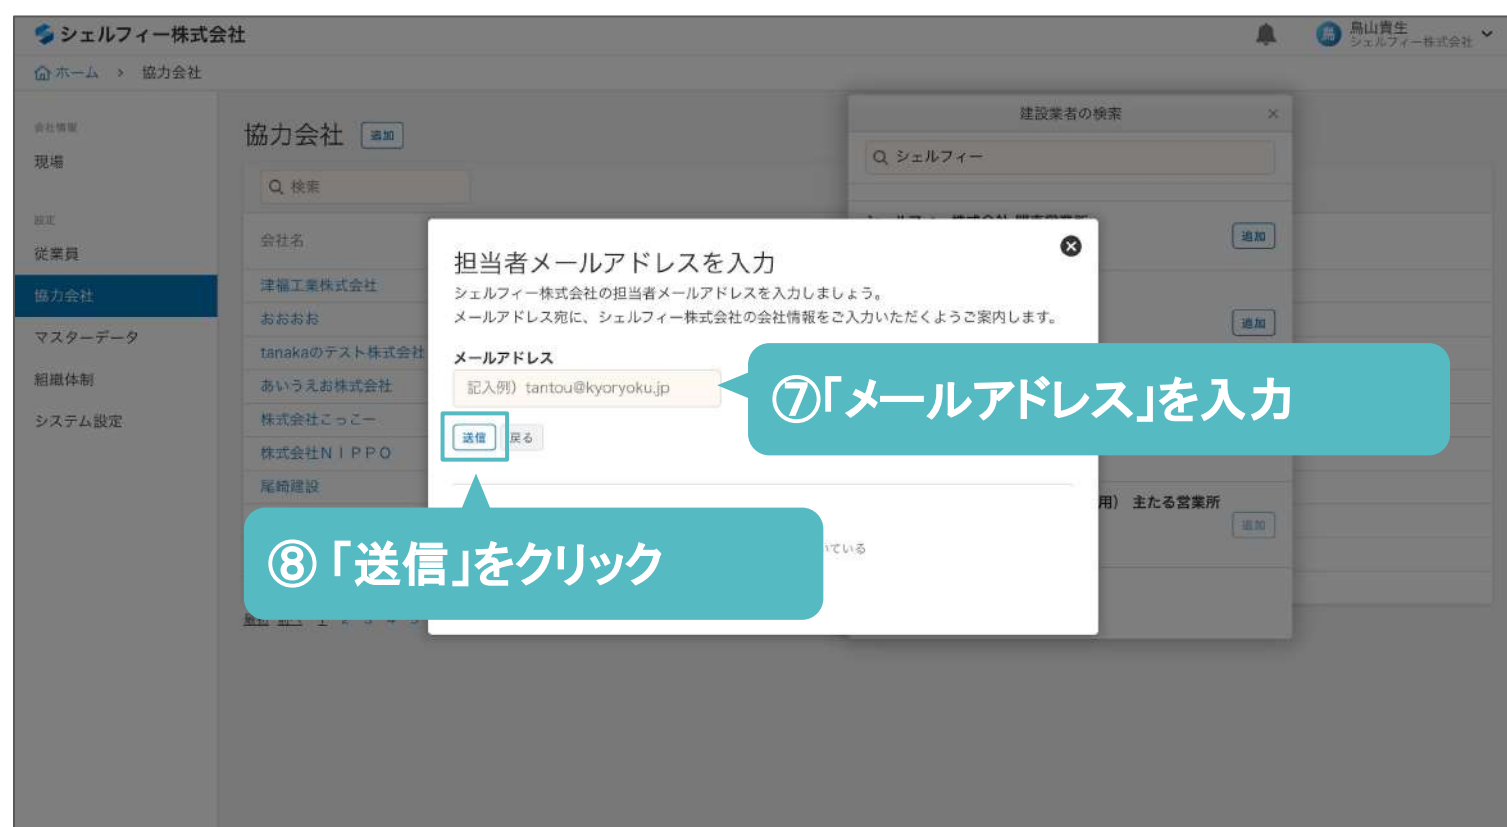 シェルフィー株式会社
鳥山貴生
シェルフィー株式会社
ホーム > 協力会社
会社情報
現場
設定
従業員
協力会社
マスターデータ
組織体制
システム設定
協力会社 追加
検索
会社名
津福工業株式会社
おおおお
tanakaのテスト株式会社
あいうえお株式会社
株式会社こっこー
株式会社NIPPO
尾崎建設
建設業者の検索 ×
シェルフィー
追加
追加
用) 主たる営業所
追加
担当者メールアドレスを入力
シェルフィー株式会社の担当者メールアドレスを入力しましょう。
メールアドレス宛に、シェルフィー株式会社の会社情報をご入力いただくようご案内します。
メールアドレス
記入例）tantou@kyoryoku.jp
送信 戻る
⑦「メールアドレス」を入力
⑧「送信」をクリック
いている